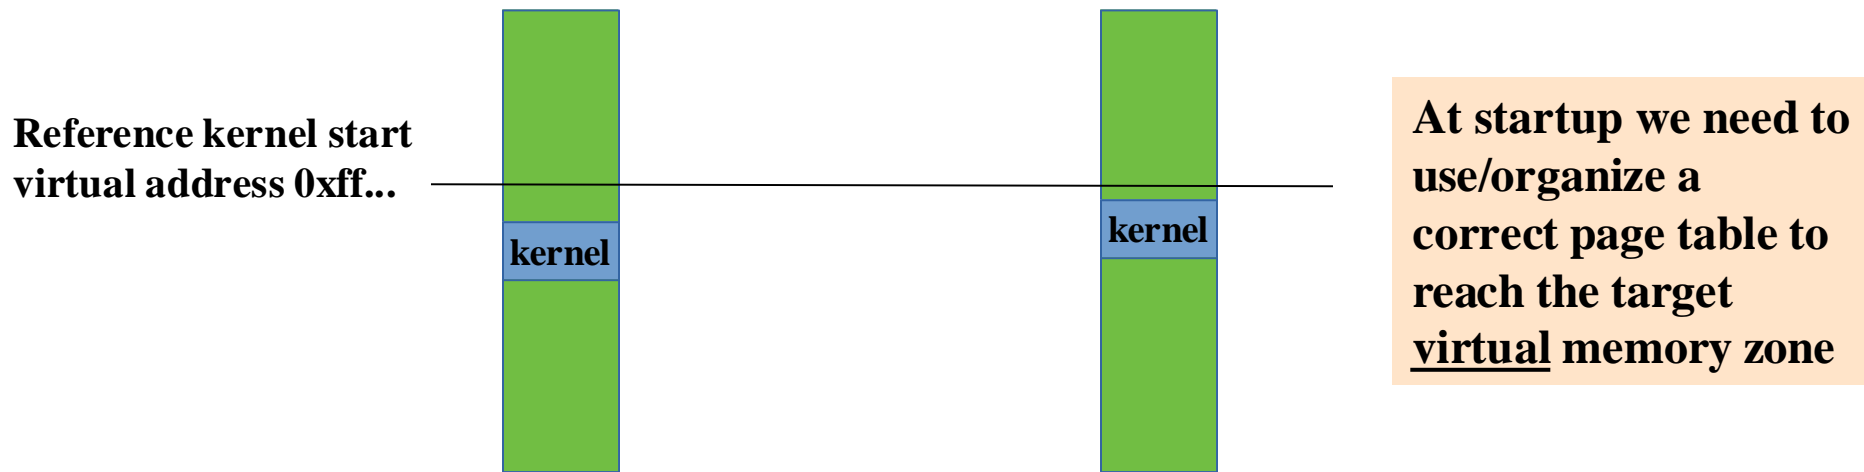 Reference kernel start
virtual address 0xff...
kernel
kernel
At startup we need to
use/organize a
correct page table to
reach the target
virtual memory zone